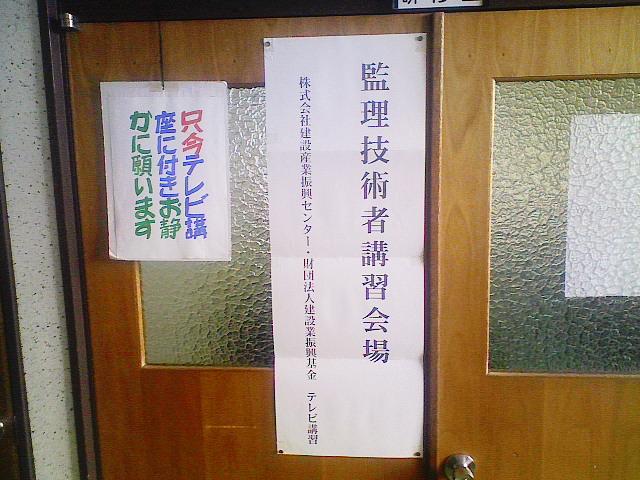 監理技術者講習会場
株式会社建設産業振興センター・財団法人建設業振興基金 テレビ講習
只今テレビ講
座に付きお静
かに願います